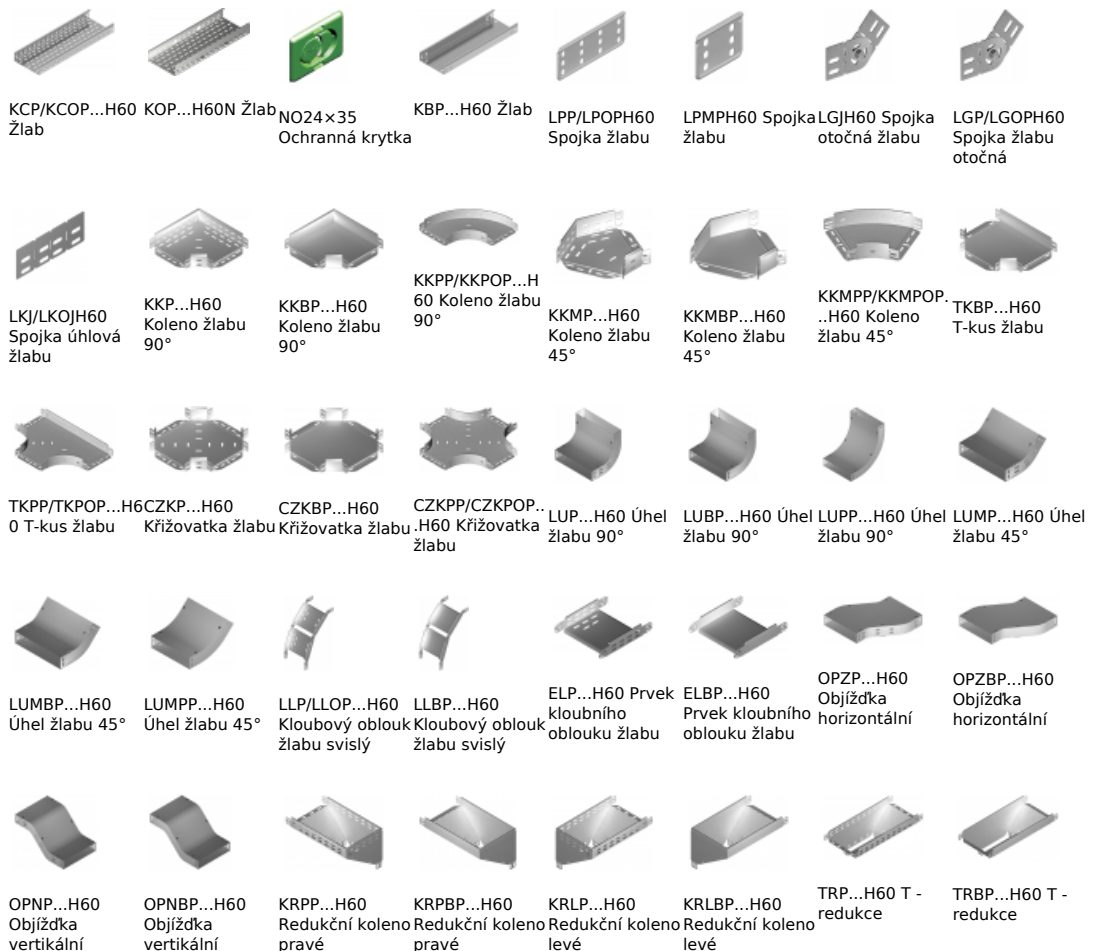 KCP/KCOP...H60
Žlab
KOP...H60N Žlab
NO24×35
Ochranná krytka
KBP...H60 Žlab
LPP/LPOPH60
Spojka žlabu
LPMPH60 Spojka
žlabu
LGJH60 Spojka
otočná žlabu
LGP/LGOPH60
Spojka žlabu
otočná
LKJ/LKOJH60
Spojka úhlová
žlabu
KKP...H60
Koleno žlabu
90°
KKBP...H60
Koleno žlabu
90°
KKPP/KKPOP...H
60 Koleno žlabu
90°
KKMP...H60
Koleno žlabu
45°
KKMBP...H60
Koleno žlabu
45°
KKMPP/KKMPOP.
..H60 Koleno
žlabu 45°
TKBP...H60
T-kus žlabu
TKPP/TKPOP...H6
0 T-kus žlabu
CZKP...H60
Křižovatka žlabu
CZKBP...H60
Křižovatka žlabu
CZKPP/CZKPOP..
.H60 Křižovatka
žlabu
LUP...H60 Úhel
žlabu 90°
LUBP...H60 Úhel
žlabu 90°
LUPP...H60 Úhel
žlabu 90°
LUMP...H60 Úhel
žlabu 45°
LUMBP...H60
Úhel žlabu 45°
LUMPP...H60
Úhel žlabu 45°
LLP/LLOP...H60
Kloubový oblouk
žlabu svislý
LLBP...H60
Kloubový oblouk
žlabu svislý
ELP...H60 Prvek
kloubního
oblouku žlabu
ELBP...H60
Prvek kloubního
oblouku žlabu
OPZP...H60
Objížďka
horizontální
OPZBP...H60
Objížďka
horizontální
OPNP...H60
Objížďka
vertikální
OPNBP...H60
Objížďka
vertikální
KRPP...H60
Redukční koleno
pravé
KRPBP...H60
Redukční koleno
pravé
KRLP...H60
Redukční koleno
levé
KRLBP...H60
Redukční koleno
levé
TRP...H60 T -
redukce
TRBP...H60 T -
redukce